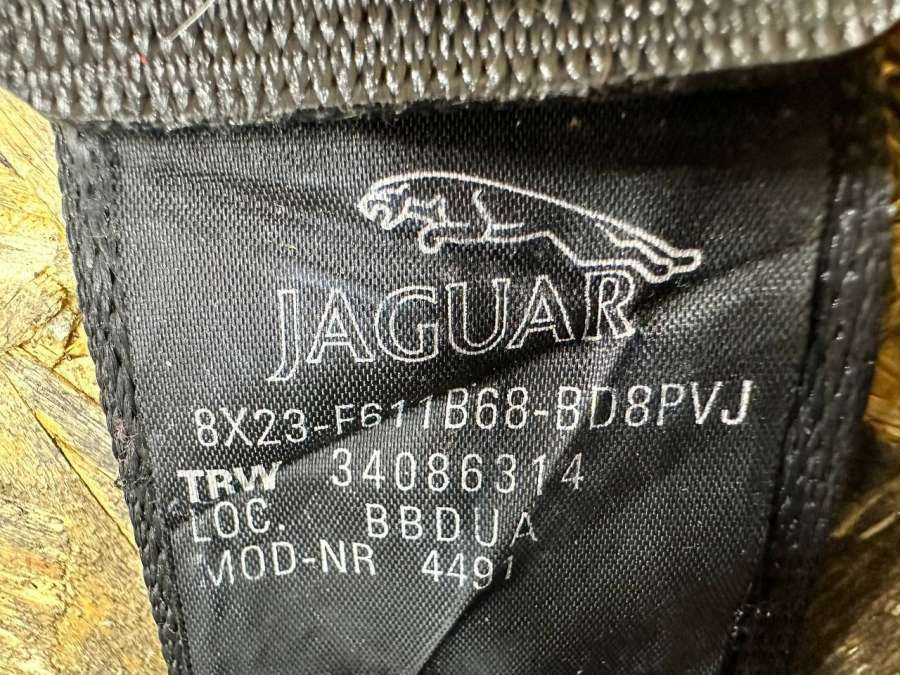 JAGUAR
8X23-F611B68-BD8PVJ
TRW 34086314
LOC. BBDUA
MOD-NR 4491